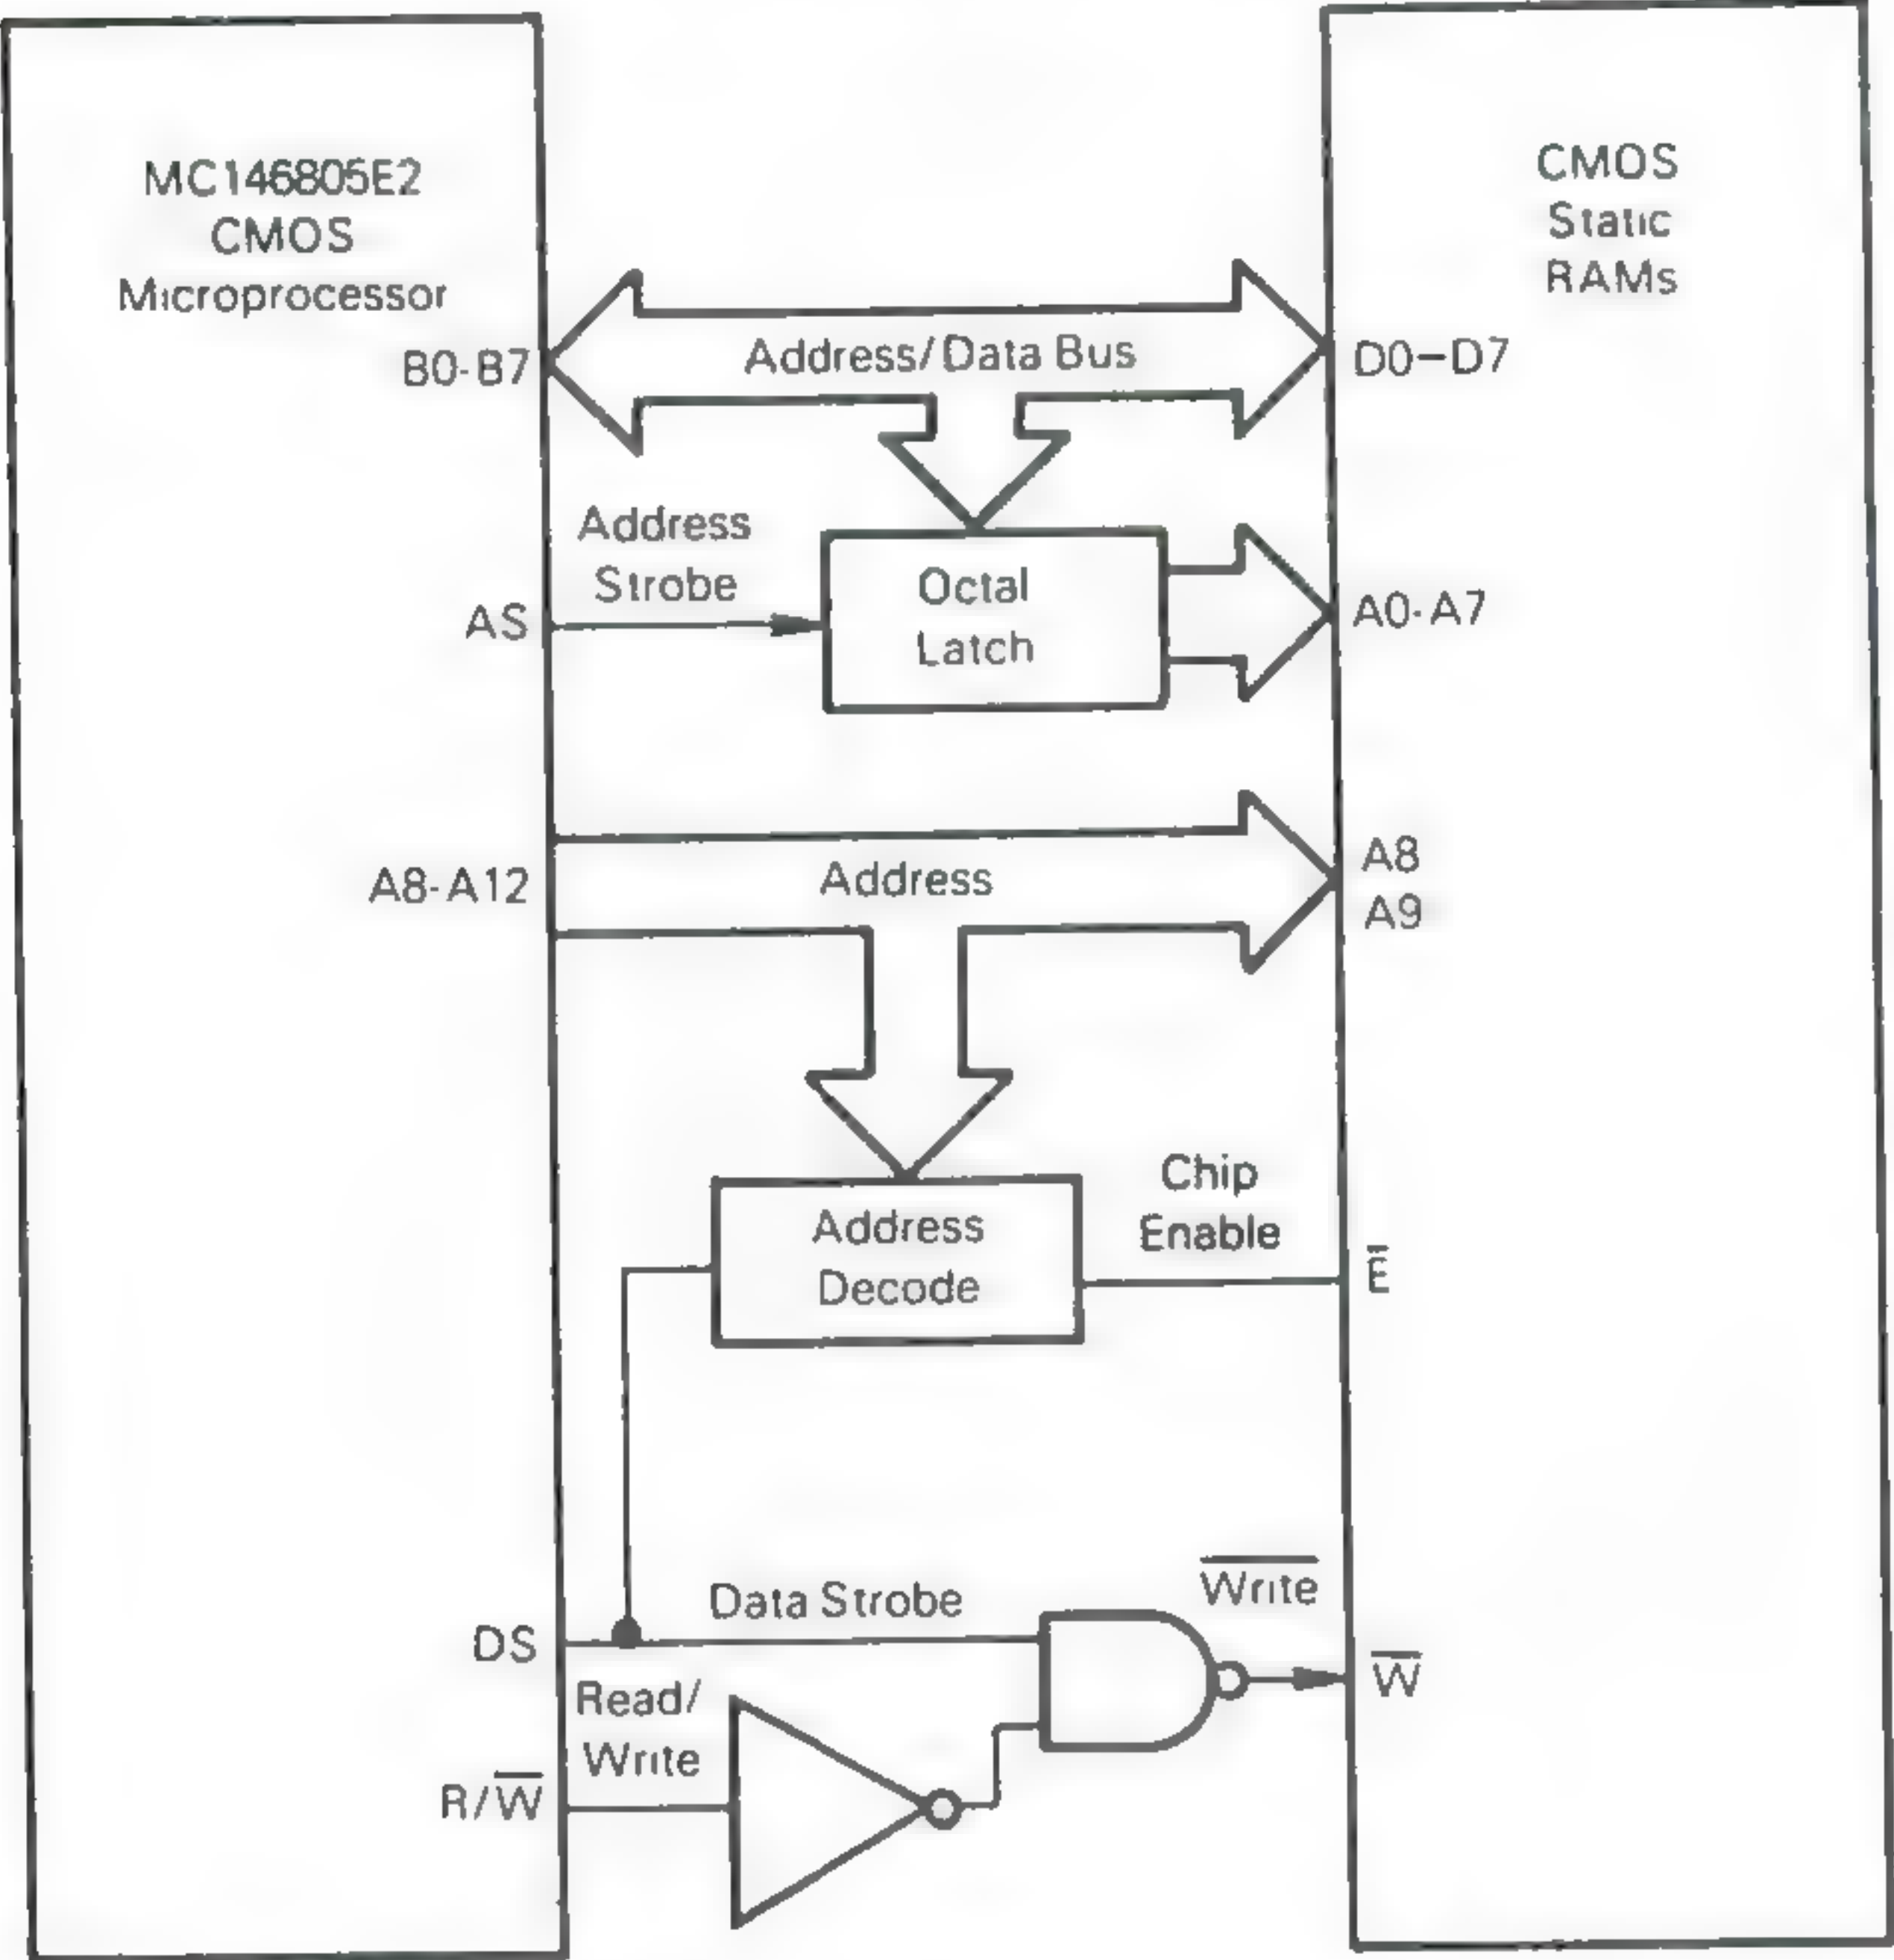 MC146805E2
CMOS
Microprocessor
CMOS
Static
RAMs
B0-B7
Address/Data Bus
D0–D7
Address
Strobe
AS
Octal
Latch
A0-A7
A8-A12
Address
A8
A9
Address
Decode
Chip
Enable
E̅
DS
Data Strobe
W̅r̅i̅t̅e̅
W̅
Read/
Write
R/W̅